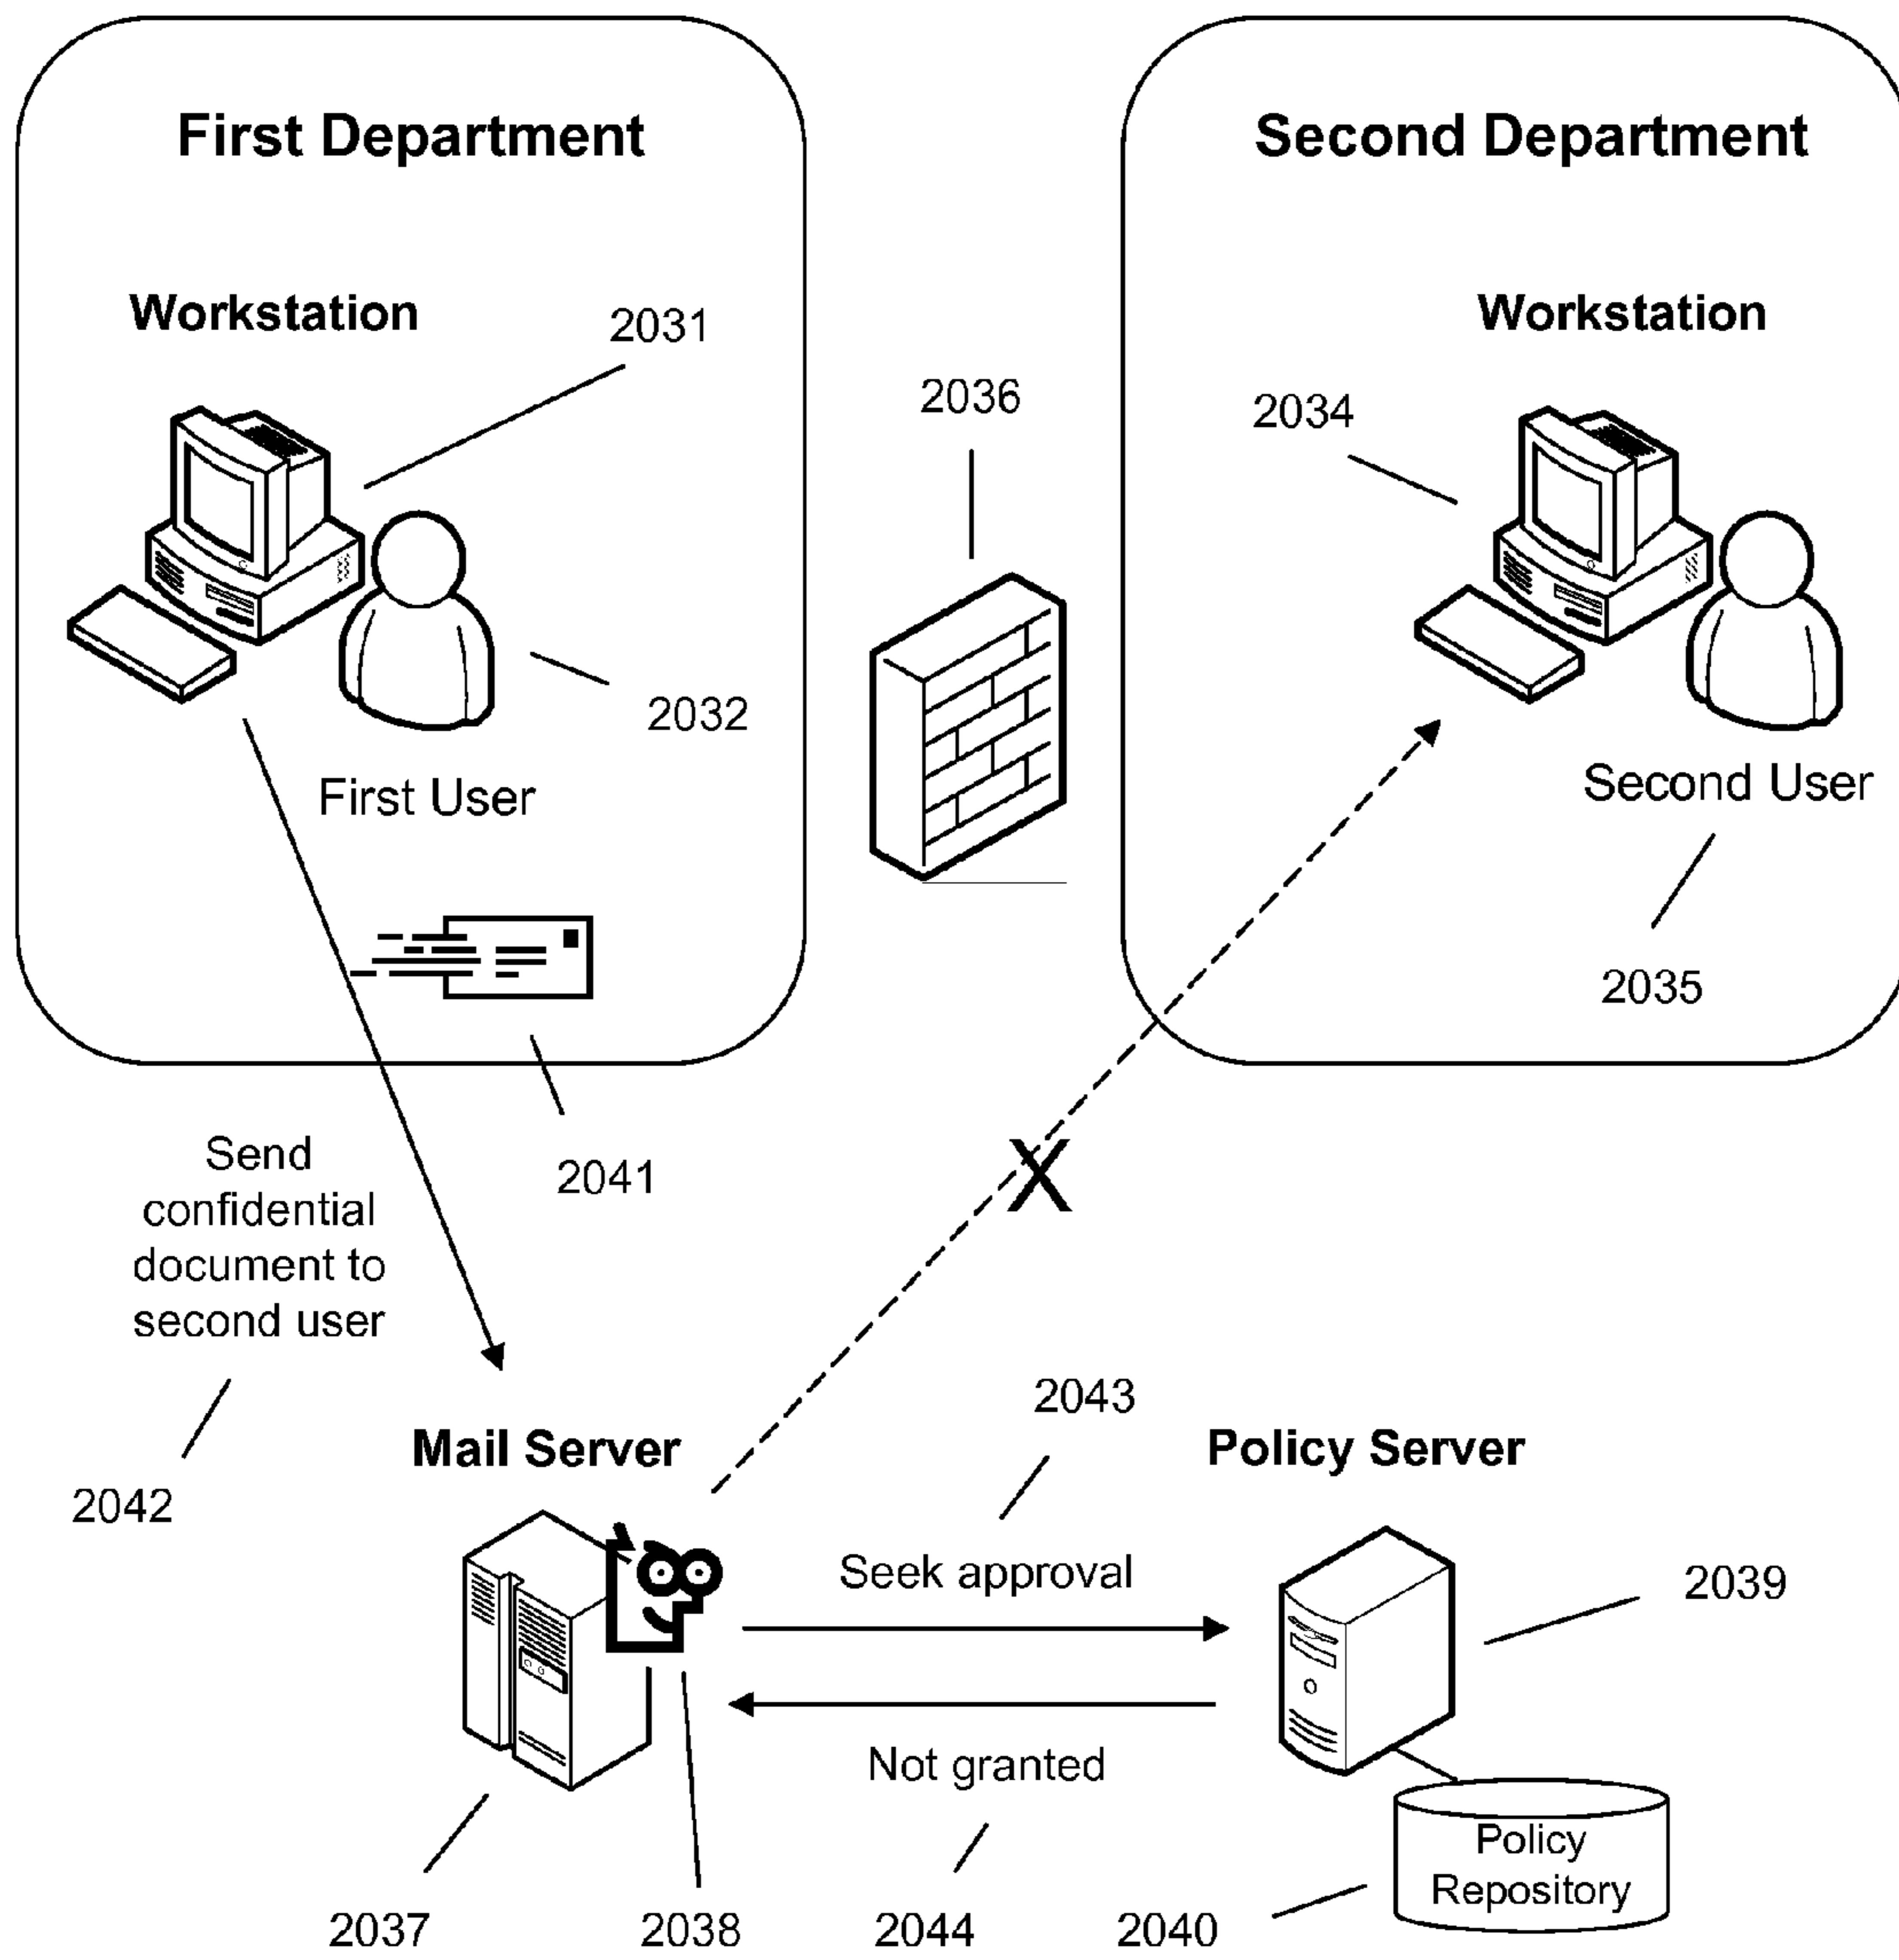 First Department
Second Department
Workstation
2031
Workstation
2036
2034
2032
First User
Second User
2035
2041
Send
confidential
document to
second user
X
2043
Mail Server
Policy Server
2042
Seek approval
2039
Not granted
Policy
Repository
2037
2038
2044
2040